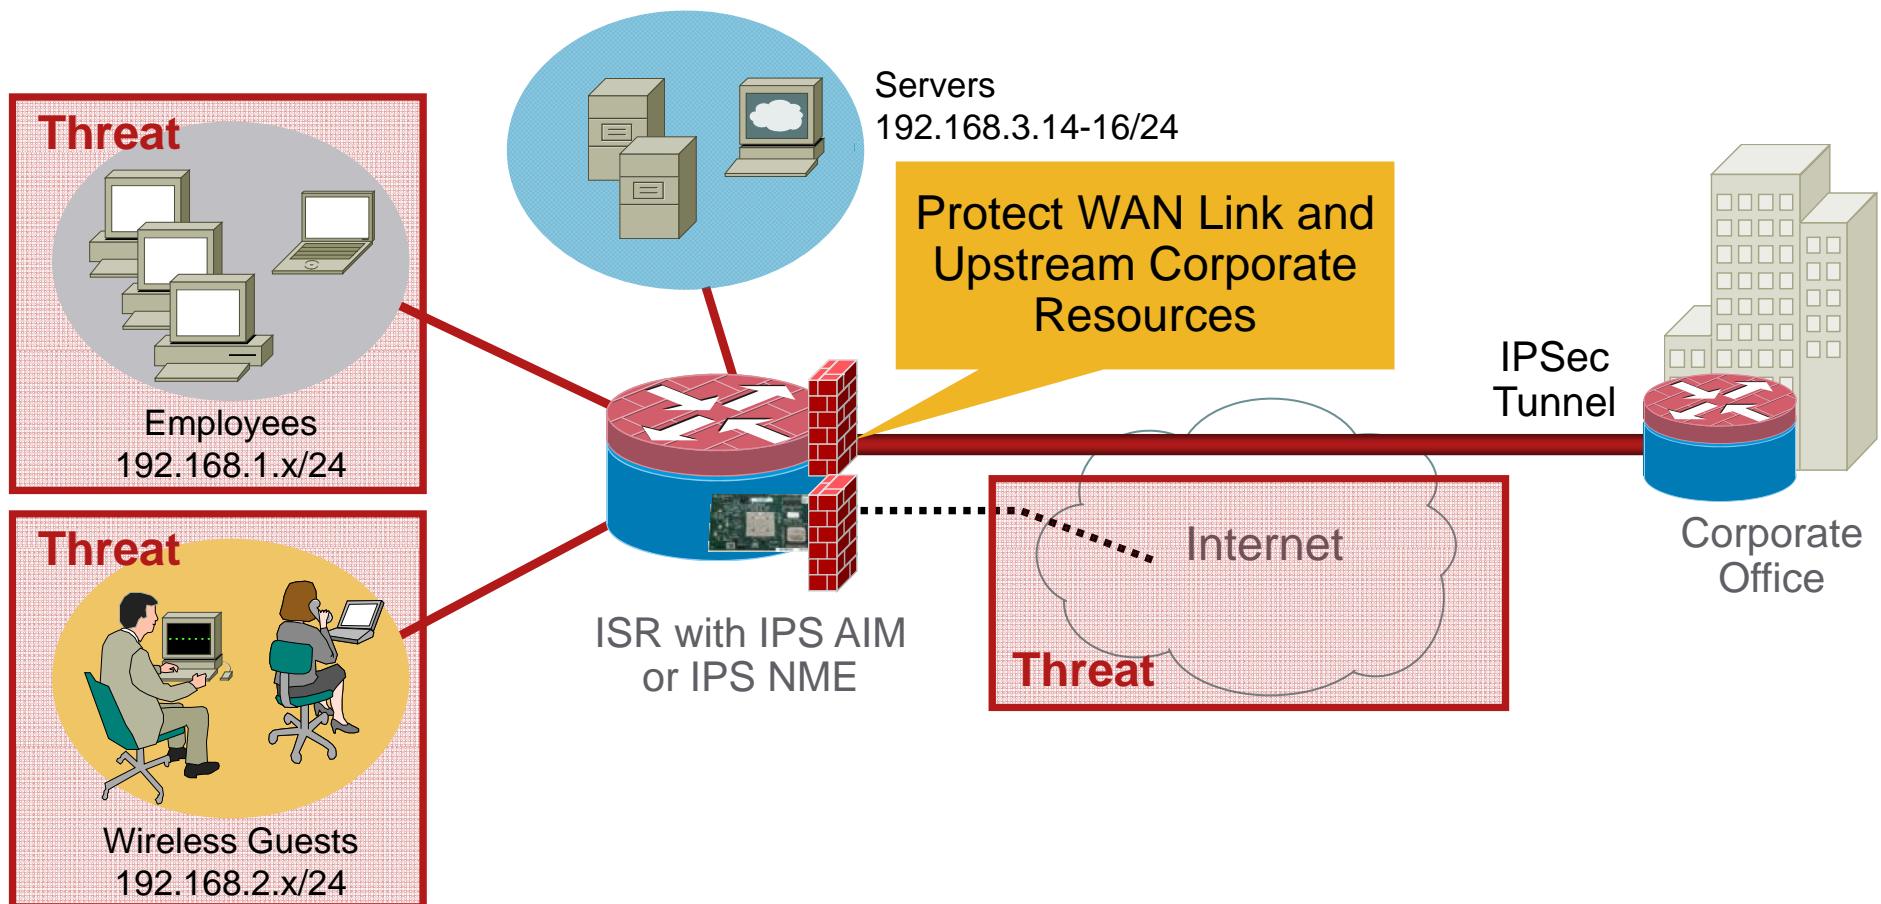 Threat
Employees
192.168.1.x/24
Threat
Wireless Guests
192.168.2.x/24
Servers
192.168.3.14-16/24
Protect WAN Link and
Upstream Corporate
Resources
ISR with IPS AIM
or IPS NME
IPSec
Tunnel
Internet
Threat
Corporate
Office